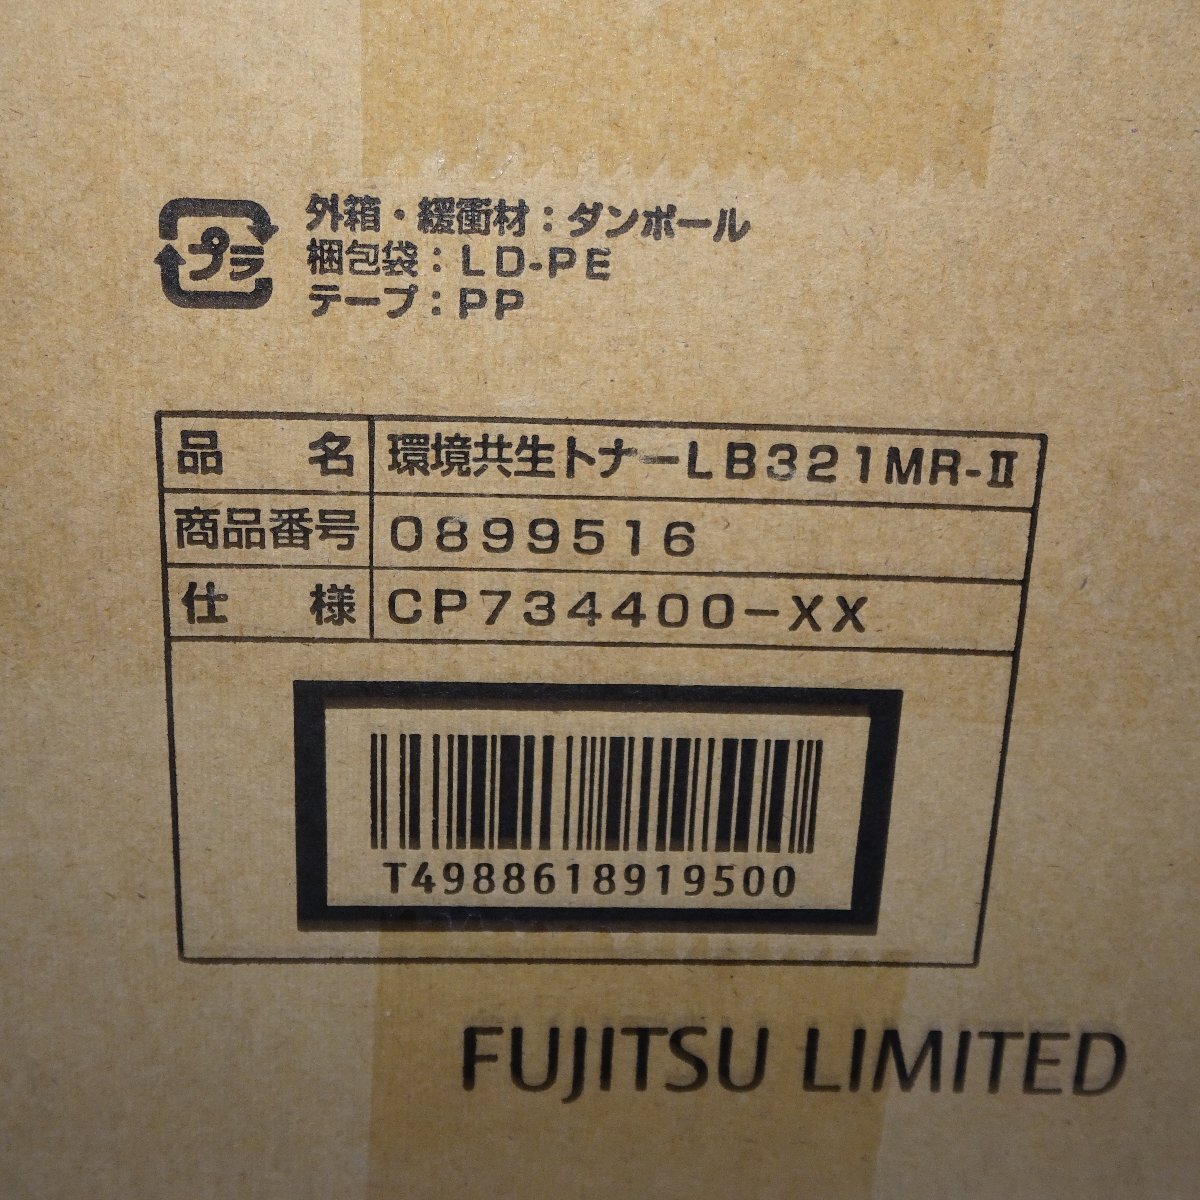 プラ
外箱・緩衝材：ダンボール
梱包袋：LD-PE
テープ：PP
品名 環境共生トナーLB321MR-Ⅱ
商品番号 0899516
仕様 CP734400-XX
T4988618919500
FUJITSU LIMITED